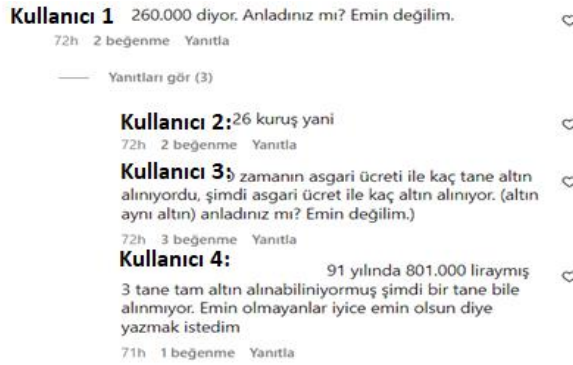 Kullanıcı 1 260.000 diyor. Anladınız mı? Emin değilim.
72h 2 beğenme Yanıtla
Yanıtları gör (3)
Kullanıcı 2: 26 kuruş yani
72h 2 beğenme Yanıtla
Kullanıcı 3: zamanın asgari ücreti ile kaç tane altın
alınıyordu, şimdi asgari ücret ile kaç altın alınıyor. (altın
aynı altın) anladınız mı? Emin değilim.)
72h 3 beğenme Yanıtla
Kullanıcı 4:
91 yılında 801.000 liraymış
3 tane tam altın alınabiliniyormuş şimdi bir tane bile
alınmıyor. Emin olmayanlar iyice emin olsun diye
yazmak istedim
71h 1 beğenme Yanıtla